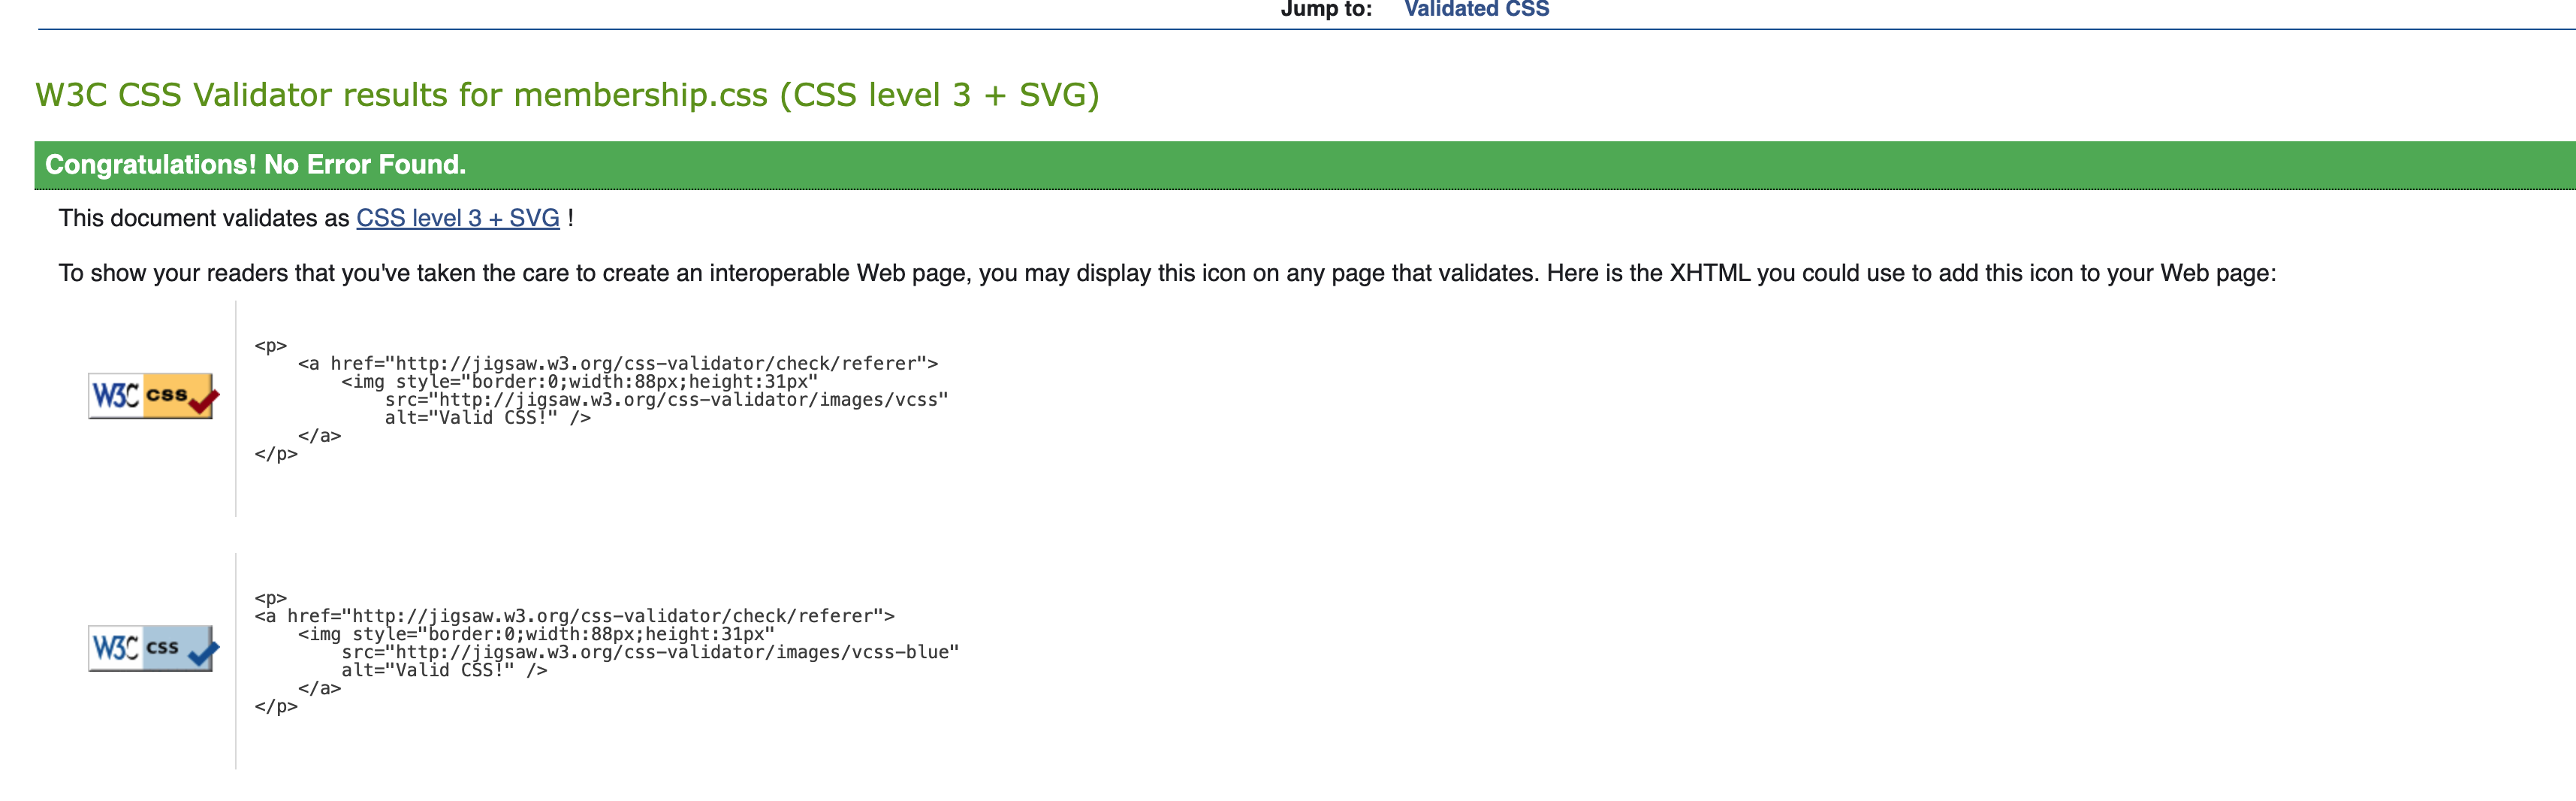 Jump to: Validated CSS
W3C CSS Validator results for membership.css (CSS level 3 + SVG)
Congratulations! No Error Found.
This document validates as CSS level 3 + SVG !
To show your readers that you've taken the care to create an interoperable Web page, you may display this icon on any page that validates. Here is the XHTML you could use to add this icon to your Web page:
W3C css
<p>
<a href="http://jigsaw.w3.org/css-validator/check/referer">
<img style="border:0;width:88px;height:31px"
src="http://jigsaw.w3.org/css-validator/images/vcss"
alt="Valid CSS!" />
</a>
</p>
W3C css
<p>
<a href="http://jigsaw.w3.org/css-validator/check/referer">
<img style="border:0;width:88px;height:31px"
src="http://jigsaw.w3.org/css-validator/images/vcss-blue"
alt="Valid CSS!" />
</a>
</p>